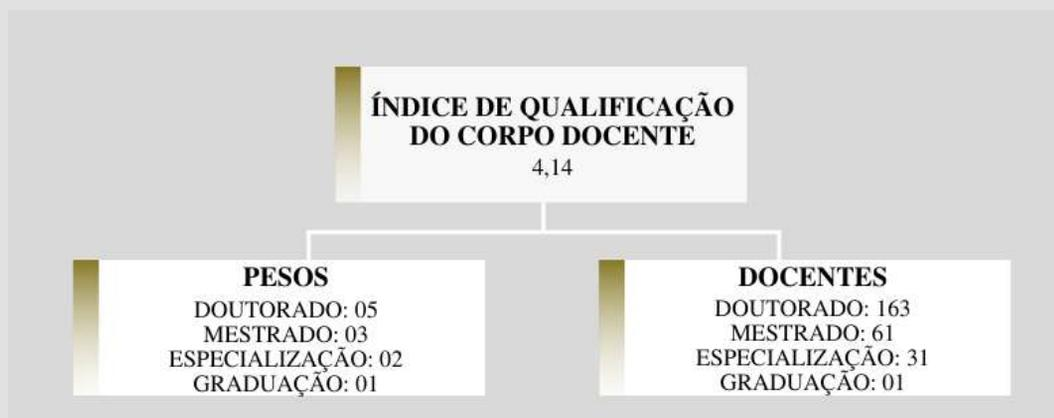 ÍNDICE DE QUALIFICAÇÃO
DO CORPO DOCENTE
4,14
PESOS
DOUTORADO: 05
MESTRADO: 03
ESPECIALIZAÇÃO: 02
GRADUAÇÃO: 01
DOCENTES
DOUTORADO: 163
MESTRADO: 61
ESPECIALIZAÇÃO: 31
GRADUAÇÃO: 01